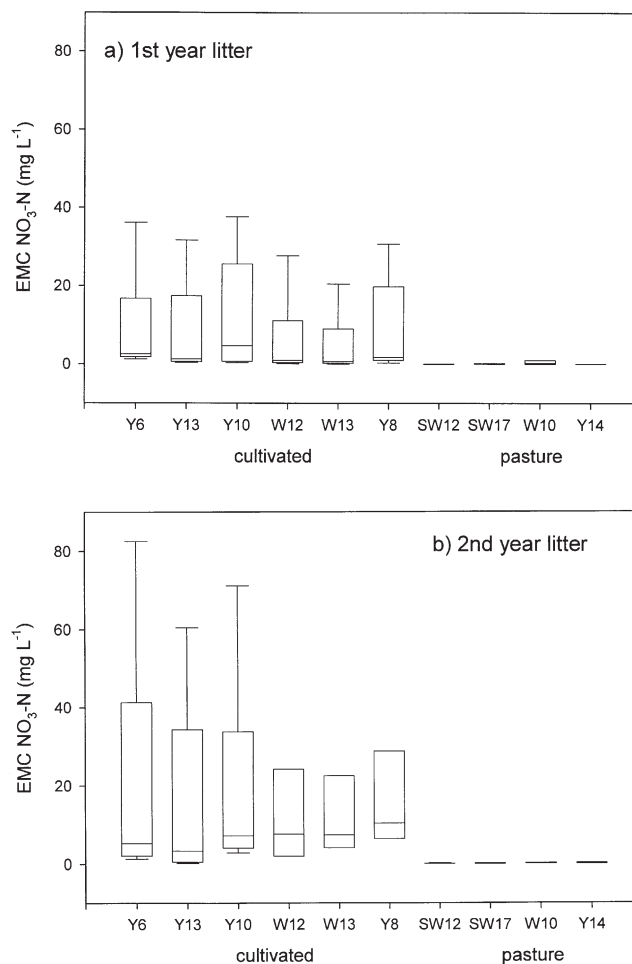 a) 1st year litter
EMC NO₃-N (mg L⁻¹)
80
60
40
20
0
Y6 Y13 Y10 W12 W13 Y8 SW12 SW17 W10 Y14
cultivated pasture
b) 2nd year litter
EMC NO₃-N (mg L⁻¹)
80
60
40
20
0
Y6 Y13 Y10 W12 W13 Y8 SW12 SW17 W10 Y14
cultivated pasture